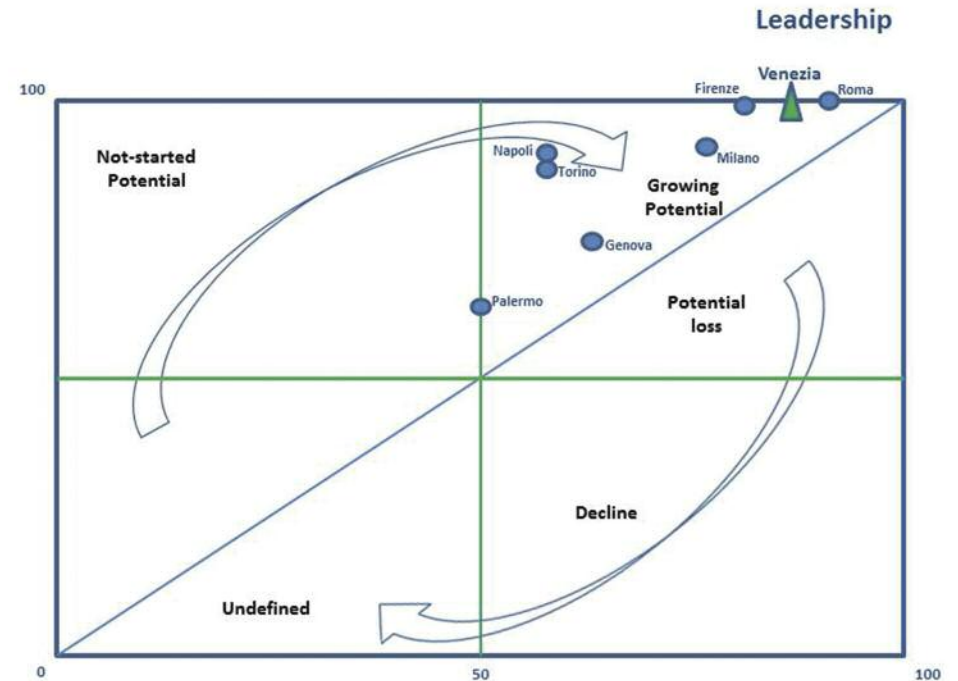 Leadership
Venezia
100
Firenze
Roma
Not-started
Potential
Napoli
Torino
Milano
Growing
Potential
Genova
Palermo
Potential
loss
Decline
Undefined
0
50
100